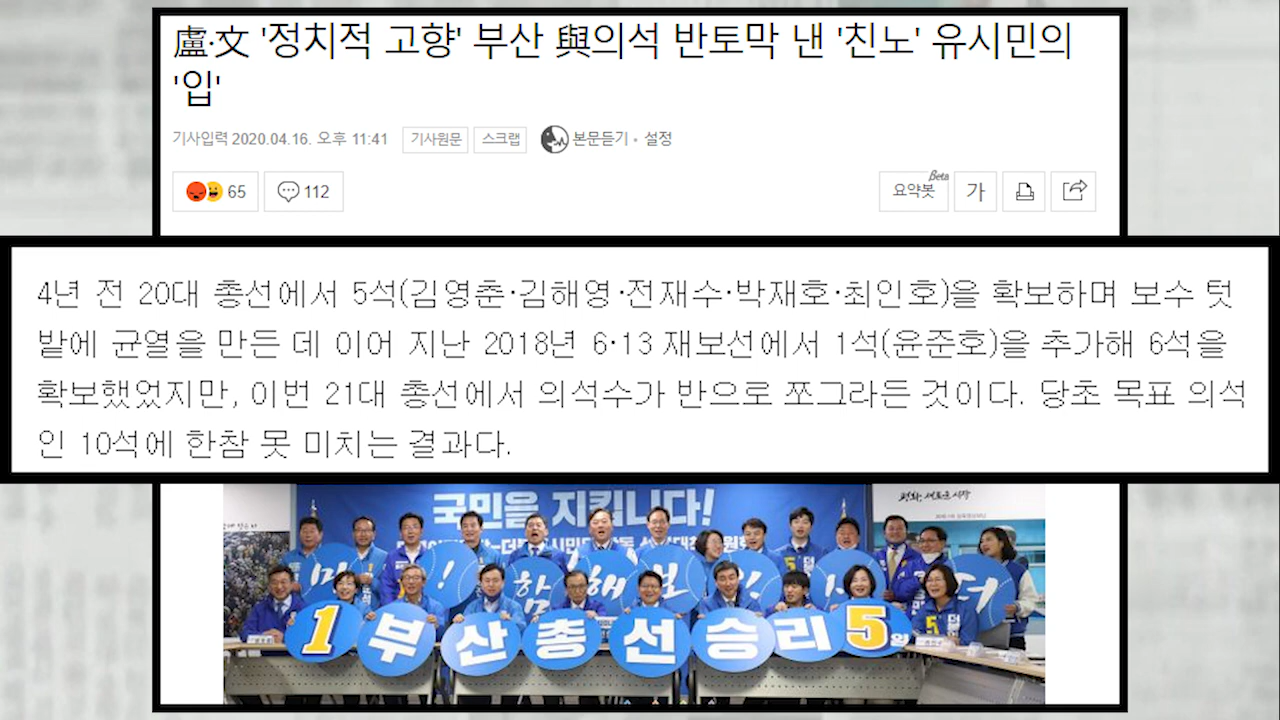 盧·文 '정치적 고향' 부산 與의석 반토막 낸 '친노' 유시민의
'입'
기사입력 2020.04.16. 오후 11:41 기사원문 스크랩 본문듣기 · 설정
65 112 요약봇 Beta 가
4년 전 20대 총선에서 5석(김영춘·김해영·전재수·박재호·최인호)을 확보하며 보수 텃
밭에 균열을 만든 데 이어 지난 2018년 6·13 재보선에서 1석(윤준호)을 추가해 6석을
확보했었지만, 이번 21대 총선에서 의석수가 반으로 쪼그라든 것이다. 당초 목표 의석
인 10석에 한참 못 미치는 결과다.
국민을 지킵니다!
함 해 보
더
1 부산총선승리 5